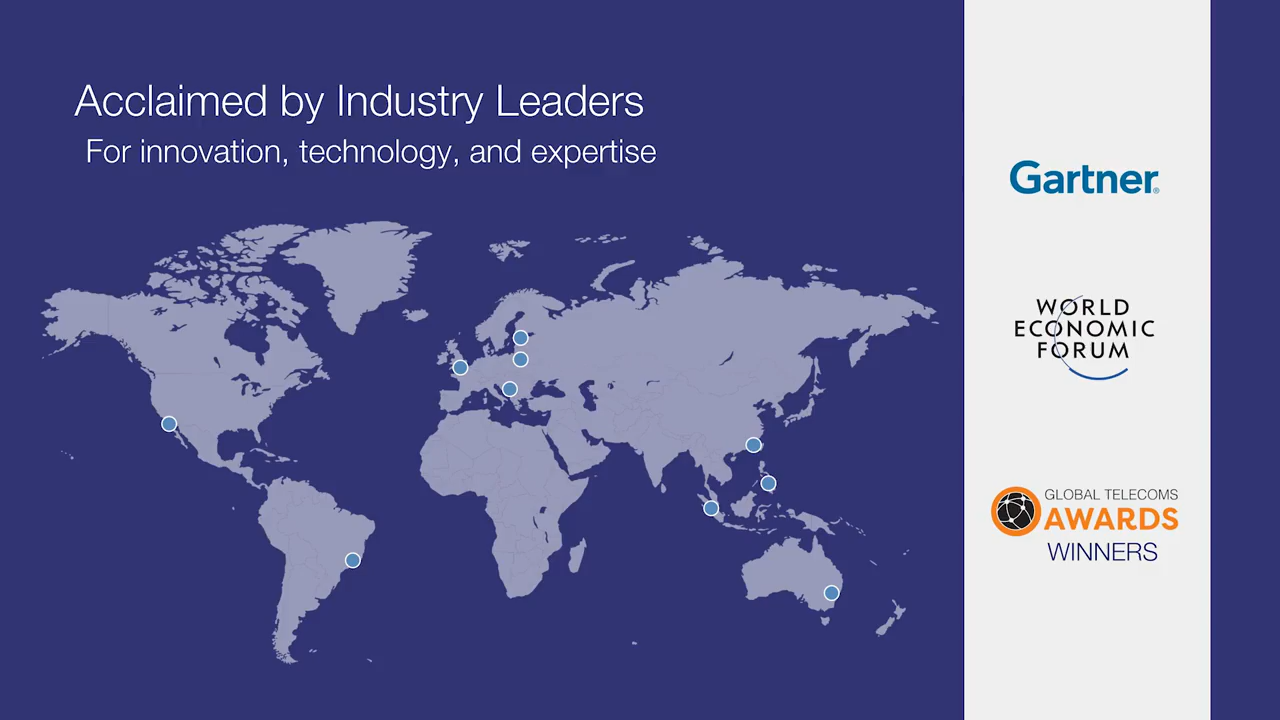 Acclaimed by Industry Leaders
For innovation, technology, and expertise
Gartner®
WORLD
ECONOMIC
FORUM
GLOBAL TELECOMS
AWARDS
WINNERS